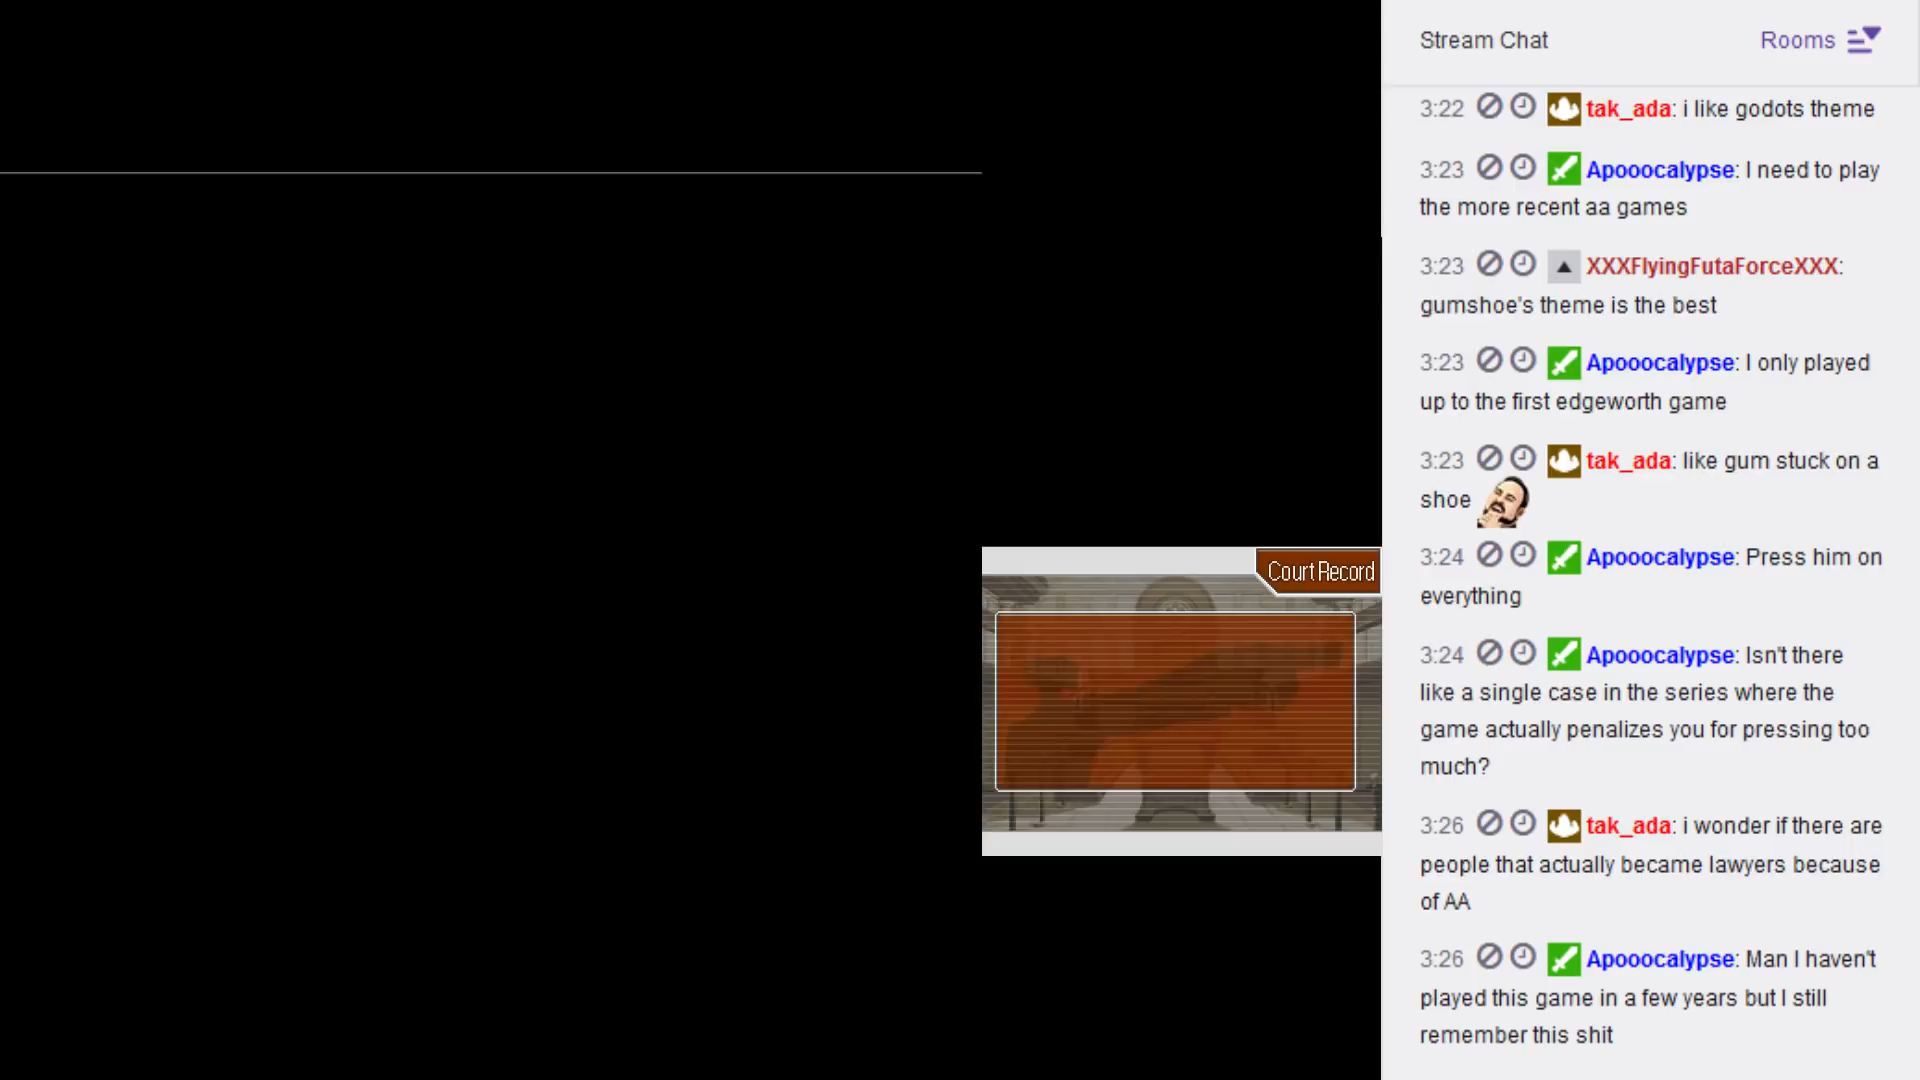 Stream Chat
Rooms
3:22 tak_ada: i like godots theme
3:23 Apooocalypse: I need to play
the more recent aa games
3:23 XXXFlyingFutaForceXXX:
gumshoe's theme is the best
3:23 Apooocalypse: I only played
up to the first edgeworth game
3:23 tak_ada: like gum stuck on a
shoe
Court Record
3:24 Apooocalypse: Press him on
everything
3:24 Apooocalypse: Isn't there
like a single case in the series where the
game actually penalizes you for pressing too
much?
3:26 tak_ada: i wonder if there are
people that actually became lawyers because
of AA
3:26 Apooocalypse: Man I haven't
played this game in a few years but I still
remember this shit